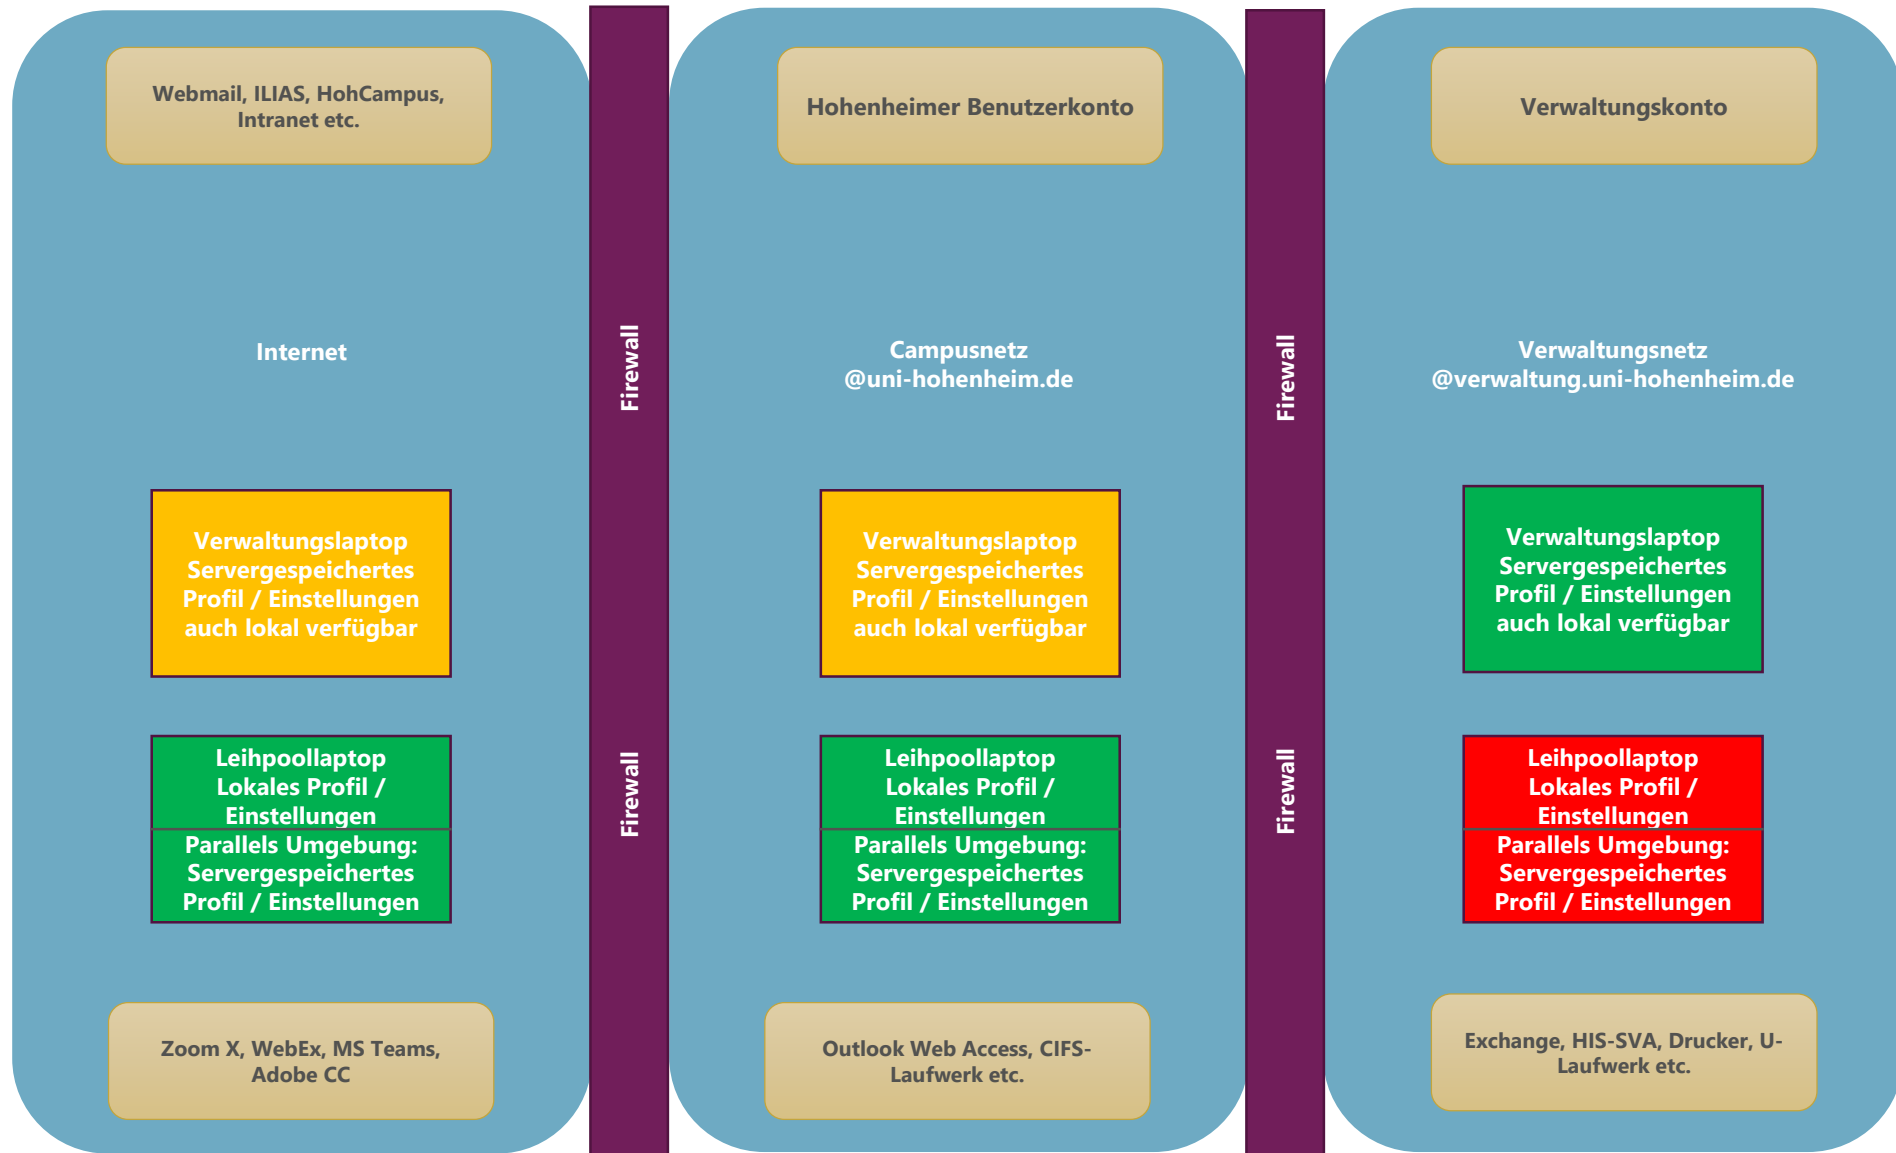 Webmail, ILIAS, HohCampus,
Intranet etc.
Internet
Verwaltungslaptop
Servergespeichertes
Profil / Einstellungen
auch lokal verfügbar
Leihpoollaptop
Lokales Profil /
Einstellungen
Parallels Umgebung:
Servergespeichertes
Profil / Einstellungen
Zoom X, WebEx, MS Teams,
Adobe CC
Firewall
Firewall
Hohenheimer Benutzerkonto
Campusnetz
@uni-hohenheim.de
Verwaltungslaptop
Servergespeichertes
Profil / Einstellungen
auch lokal verfügbar
Leihpoollaptop
Lokales Profil /
Einstellungen
Parallels Umgebung:
Servergespeichertes
Profil / Einstellungen
Outlook Web Access, CIFS-
Laufwerk etc.
Firewall
Firewall
Verwaltungskonto
Verwaltungsnetz
@verwaltung.uni-hohenheim.de
Verwaltungslaptop
Servergespeichertes
Profil / Einstellungen
auch lokal verfügbar
Leihpoollaptop
Lokales Profil /
Einstellungen
Parallels Umgebung:
Servergespeichertes
Profil / Einstellungen
Exchange, HIS-SVA, Drucker, U-
Laufwerk etc.